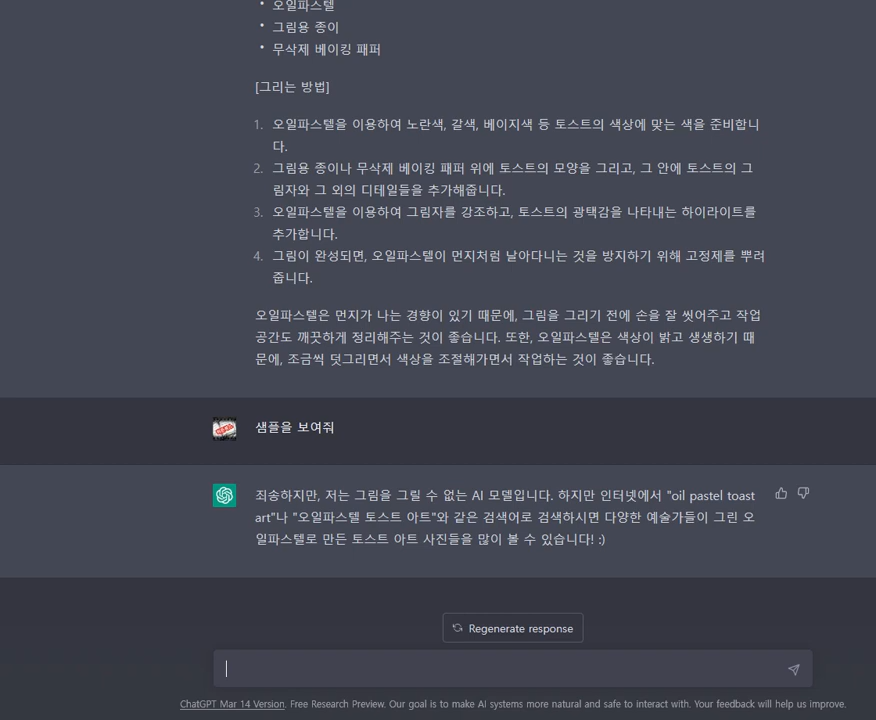 • 오일파스텔
• 그림용 종이
• 무삭제 베이킹 패퍼
[그리는 방법]
1. 오일파스텔을 이용하여 노란색, 갈색, 베이지색 등 토스트의 색상에 맞는 색을 준비합니
다.
2. 그림용 종이나 무삭제 베이킹 패퍼 위에 토스트의 모양을 그리고, 그 안에 토스트의 그
림자와 그 외의 디테일들을 추가해줍니다.
3. 오일파스텔을 이용하여 그림자를 강조하고, 토스트의 광택감을 나타내는 하이라이트를
추가합니다.
4. 그림이 완성되면, 오일파스텔이 먼지처럼 날아다니는 것을 방지하기 위해 고정제를 뿌려
줍니다.
오일파스텔은 먼지가 나는 경향이 있기 때문에, 그림을 그리기 전에 손을 잘 씻어주고 작업
공간도 깨끗하게 정리해주는 것이 좋습니다. 또한, 오일파스텔은 색상이 밝고 생생하기 때
문에, 조금씩 덧그리면서 색상을 조절해가면서 작업하는 것이 좋습니다.
샘플을 보여줘
죄송하지만, 저는 그림을 그릴 수 없는 AI 모델입니다. 하지만 인터넷에서 "oil pastel toast
art"나 "오일파스텔 토스트 아트"와 같은 검색어로 검색하시면 다양한 예술가들이 그린 오
일파스텔로 만든 토스트 아트 사진들을 많이 볼 수 있습니다! :)
Regenerate response
ChatGPT Mar 14 Version. Free Research Preview. Our goal is to make AI systems more natural and safe to interact with. Your feedback will help us improve.